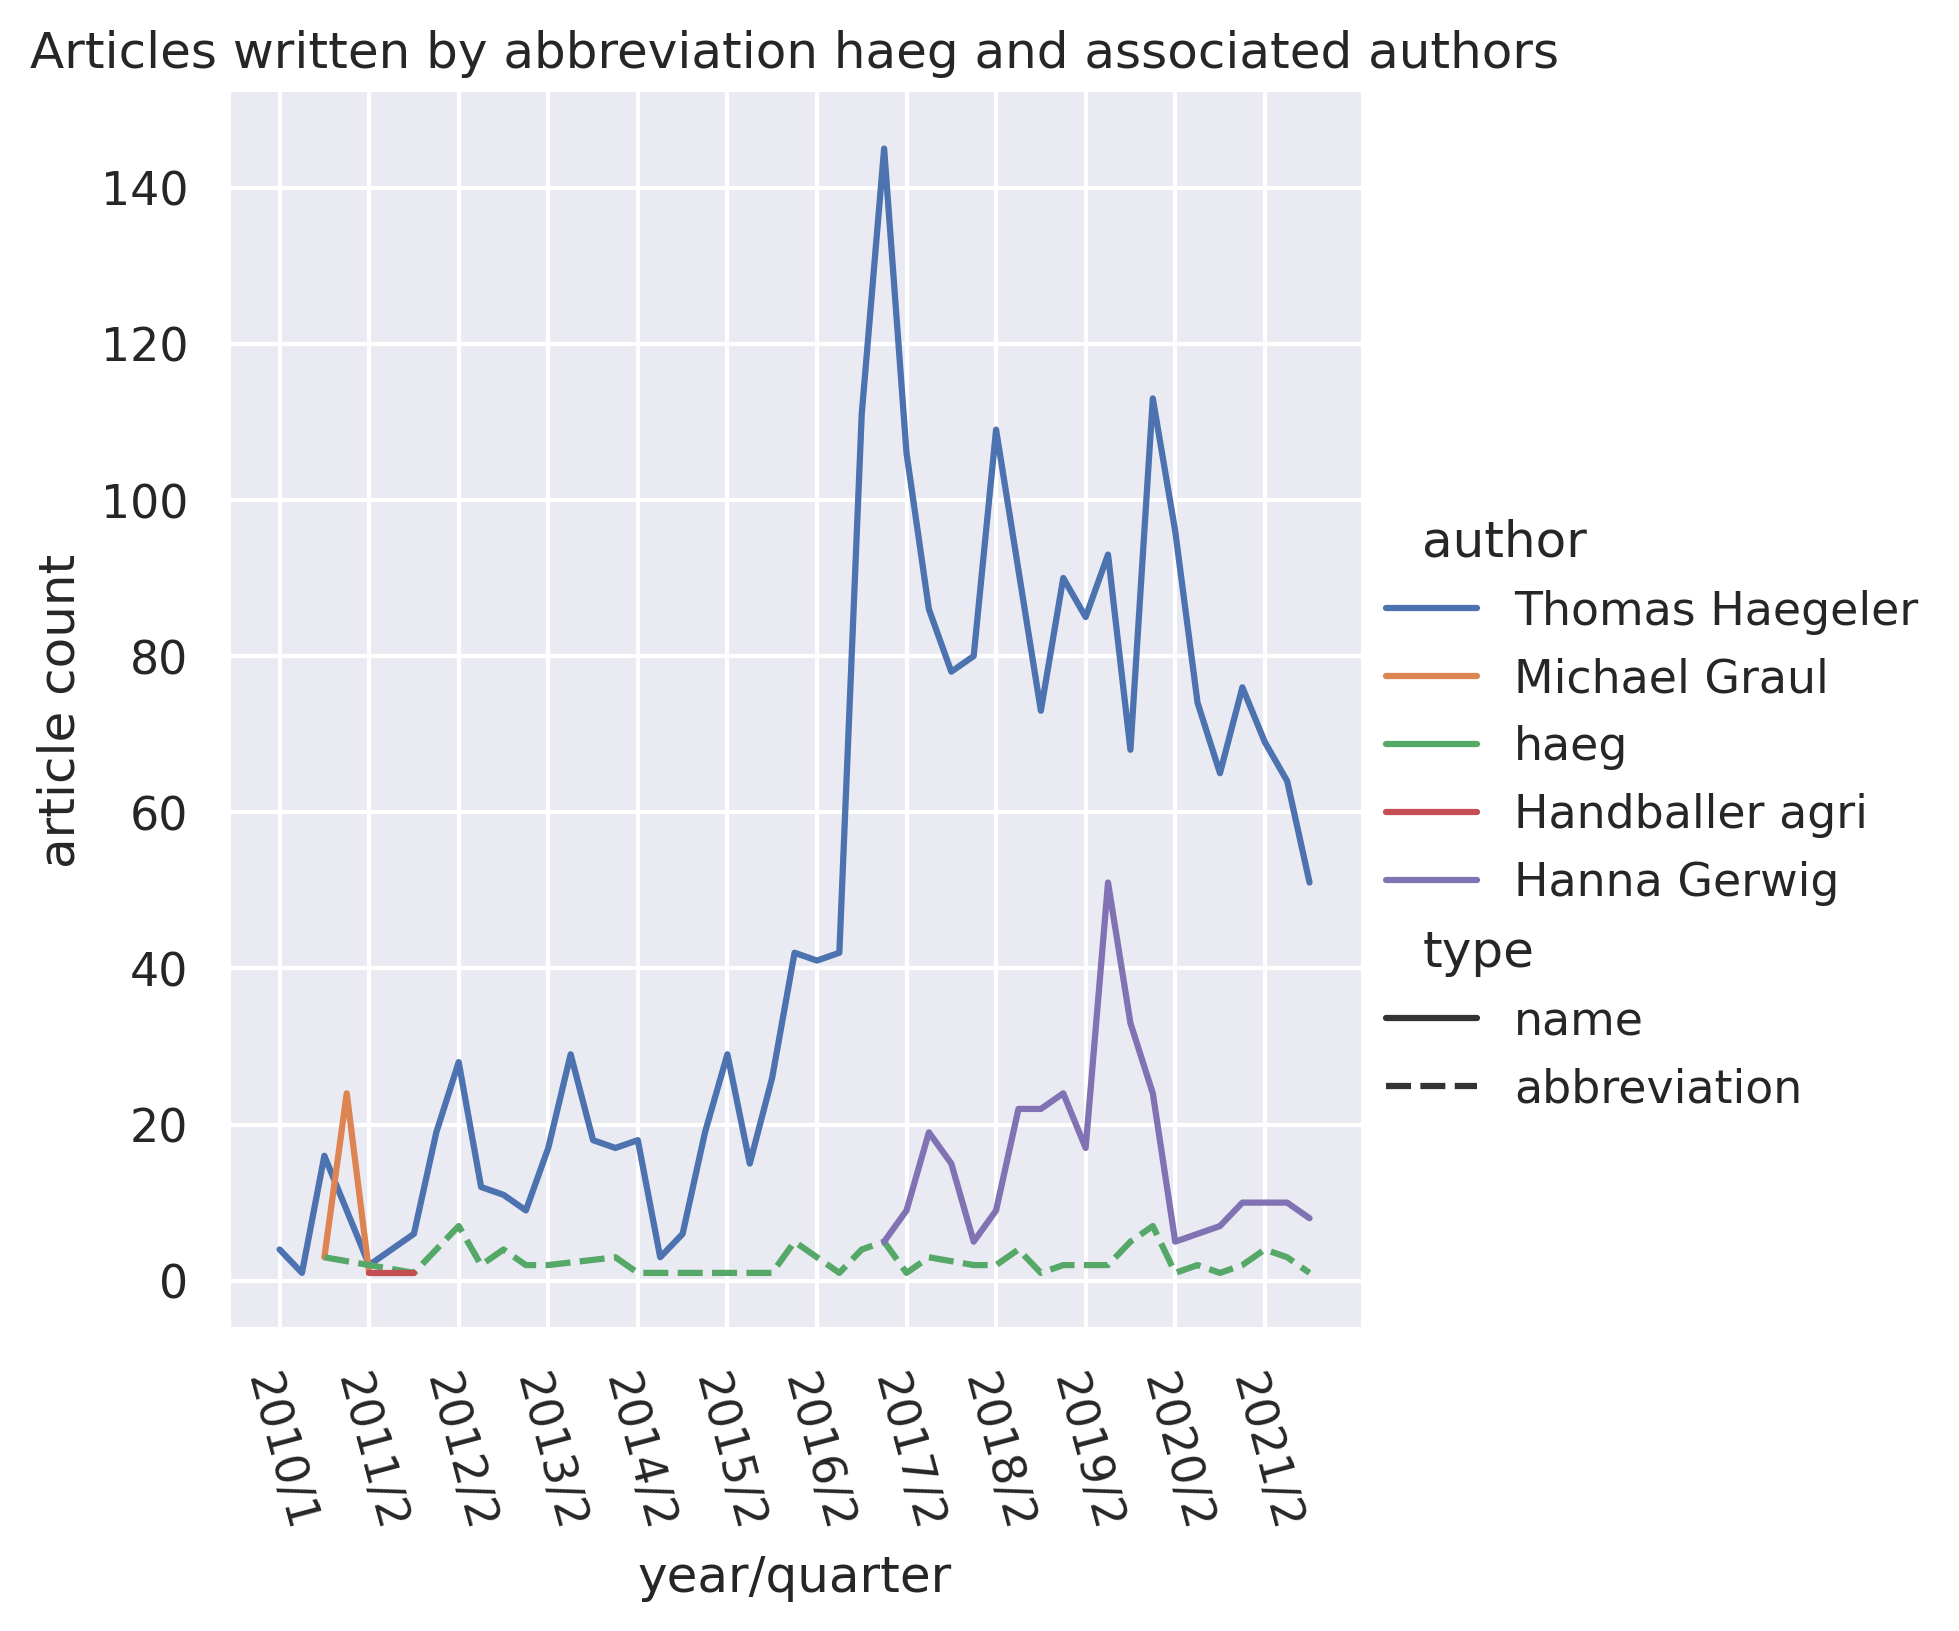 Articles written by abbreviation haeg and associated authors
140
120
100
80
60
40
20
0
article count
2010/1
2011/2
2012/2
2013/2
2014/2
2015/2
2016/2
2017/2
2018/2
2019/2
2020/2
2021/2
year/quarter
author
Thomas Haegeler
Michael Graul
haeg
Handballer agri
Hanna Gerwig
type
name
abbreviation